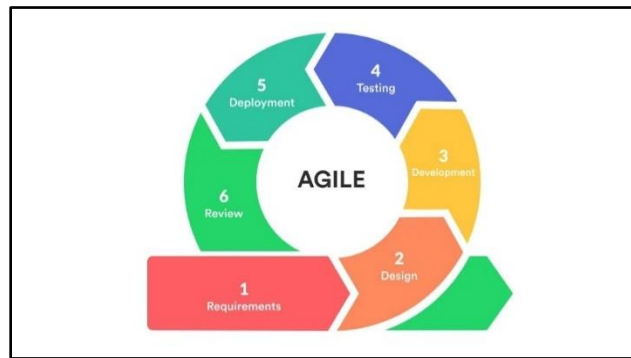 AGILE
1
Requirements
2
Design
3
Development
4
Testing
5
Deployment
6
Review